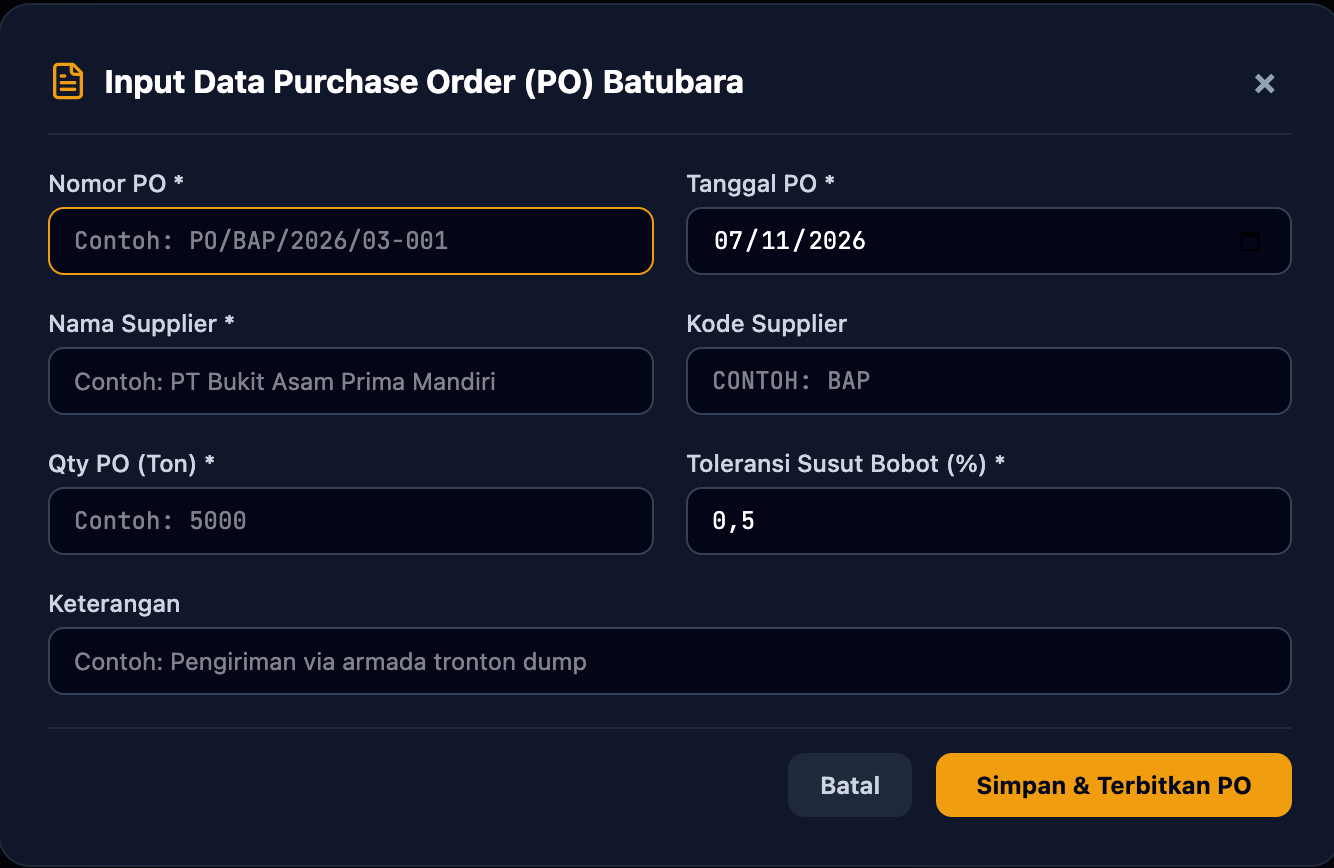 Input Data Purchase Order (PO) Batubara
Nomor PO *
Contoh: PO/BAP/2026/03-001
Tanggal PO *
07/11/2026
Nama Supplier *
Contoh: PT Bukit Asam Prima Mandiri
Kode Supplier
CONTOH: BAP
Qty PO (Ton) *
Contoh: 5000
Toleransi Susut Bobot (%) *
0,5
Keterangan
Contoh: Pengiriman via armada tronton dump
Batal
Simpan & Terbitkan PO